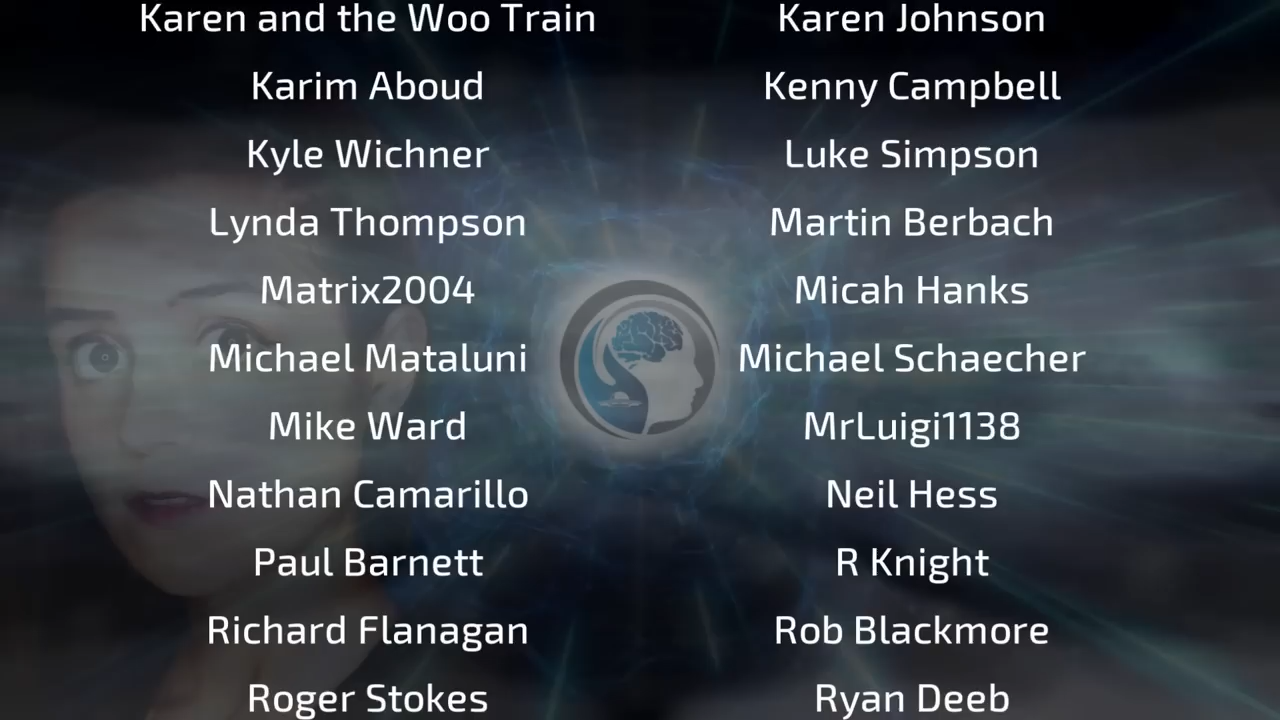 Karen and the Woo Train
Karen Johnson
Karim Aboud
Kenny Campbell
Kyle Wichner
Luke Simpson
Lynda Thompson
Martin Berbach
Matrix2004
Micah Hanks
Michael Mataluni
Michael Schaecher
Mike Ward
MrLuigi1138
Nathan Camarillo
Neil Hess
Paul Barnett
R Knight
Richard Flanagan
Rob Blackmore
Roger Stokes
Ryan Deeb